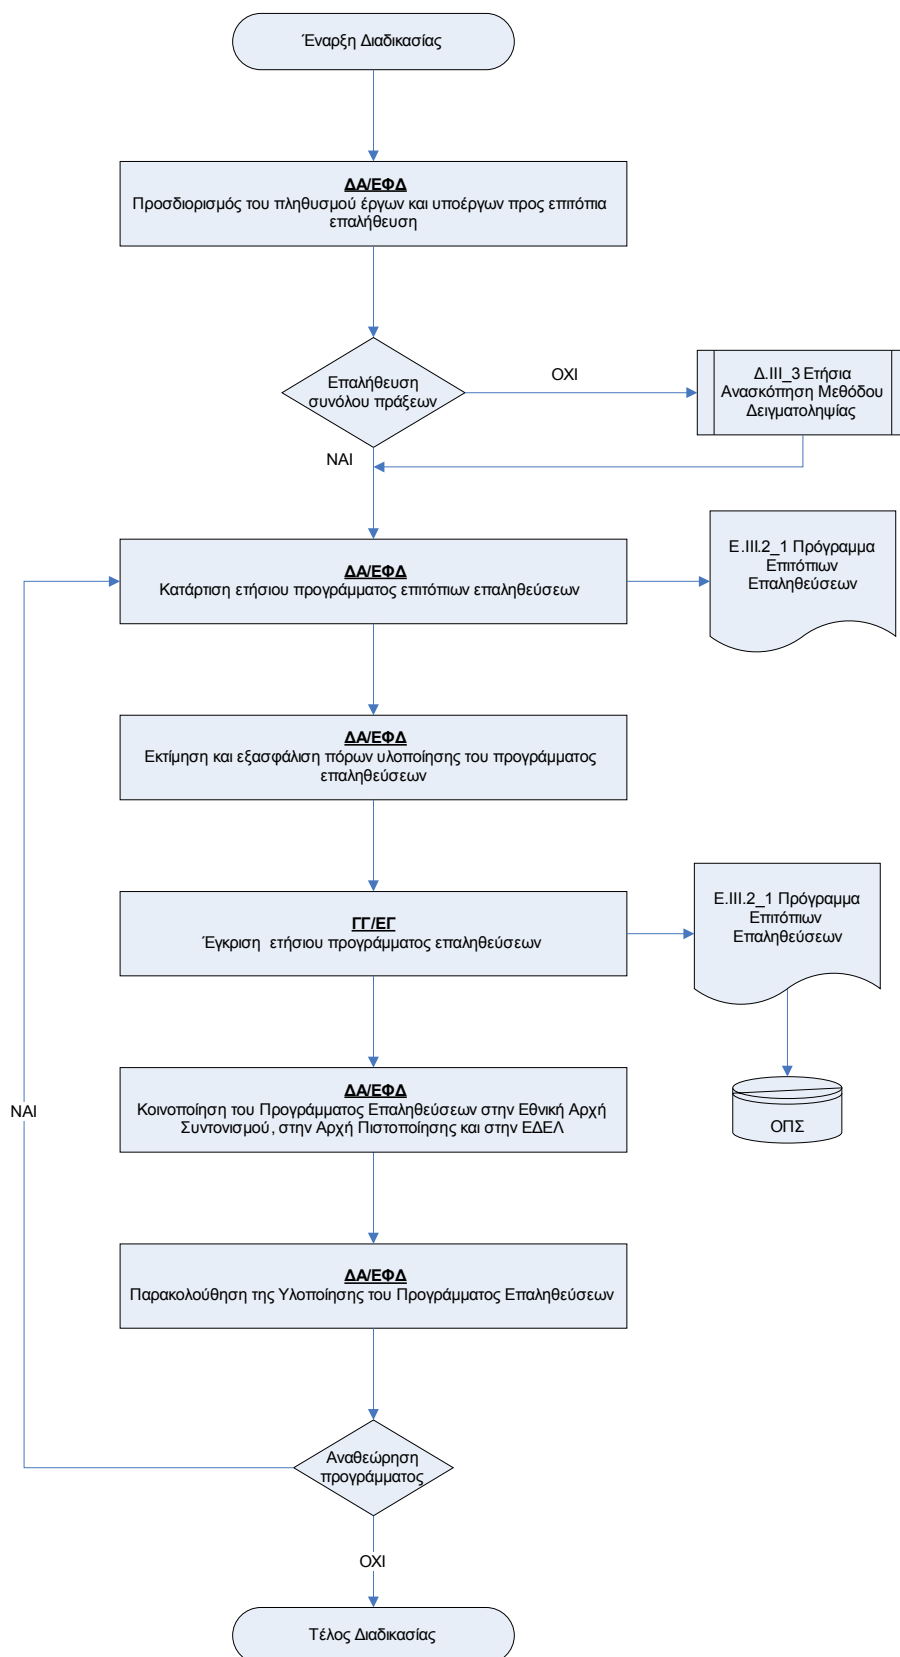 Έναρξη Διαδικασίας
ΔΑ/ΕΦΔ
Προσδιορισμός του πληθυσμού έργων και υποέργων προς επιτόπια
επαλήθευση
Επαλήθευση
συνόλου πράξεων
ΟΧΙ
Δ.ΙΙΙ_3 Ετήσια
Ανασκόπηση Μεθόδου
Δειγματοληψίας
ΝΑΙ
ΔΑ/ΕΦΔ
Κατάρτιση ετήσιου προγράμματος επιτόπιων επαληθεύσεων
Ε.ΙΙΙ.2_1 Πρόγραμμα
Επιτόπιων
Επαληθεύσεων
ΔΑ/ΕΦΔ
Εκτίμηση και εξασφάλιση πόρων υλοποίησης του προγράμματος
επαληθεύσεων
ΓΓ/ΕΓ
Έγκριση ετήσιου προγράμματος επαληθεύσεων
Ε.ΙΙΙ.2_1 Πρόγραμμα
Επιτόπιων
Επαληθεύσεων
ΔΑ/ΕΦΔ
Κοινοποίηση του Προγράμματος Επαληθεύσεων στην Εθνική Αρχή
Συντονισμού, στην Αρχή Πιστοποίησης και στην ΕΔΕΛ
ΝΑΙ
ΟΠΣ
ΔΑ/ΕΦΔ
Παρακολούθηση της Υλοποίησης του Προγράμματος Επαληθεύσεων
Αναθεώρηση
προγράμματος
ΟΧΙ
Τέλος Διαδικασίας